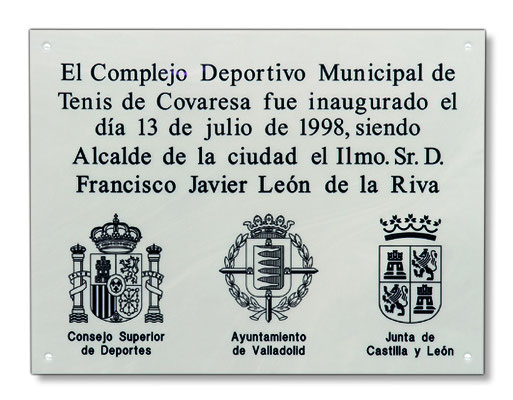 El Complejo Deportivo Municipal de
Tenis de Covaresa fue inaugurado el
día 13 de julio de 1998, siendo
Alcalde de la ciudad el Ilmo. Sr. D.
Francisco Javier León de la Riva
Consejo Superior
de Deportes
Ayuntamiento
de Valladolid
Junta de
Castilla y León